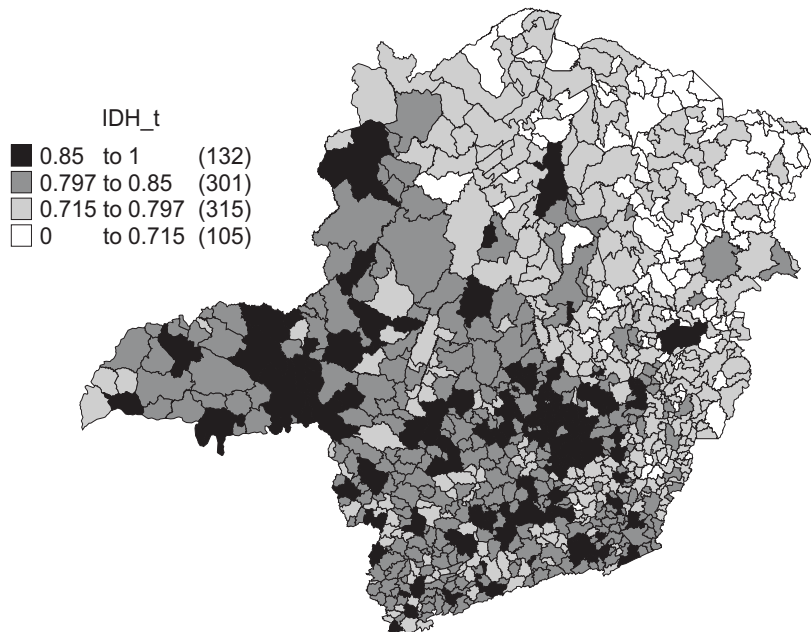 IDH_t
0.85 to 1 (132)
0.797 to 0.85 (301)
0.715 to 0.797 (315)
0 to 0.715 (105)